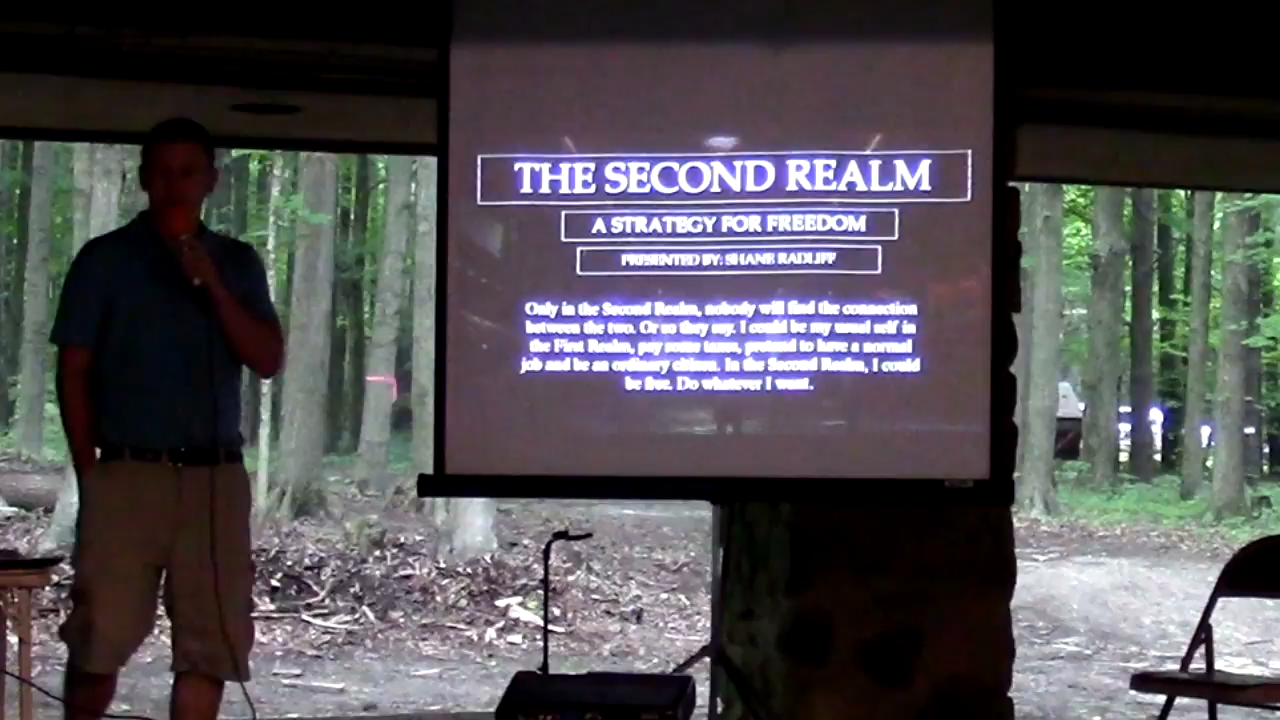 THE SECOND REALM
A STRATEGY FOR FREEDOM
PRESENTED BY: SHANE RADLIFF
Only in the Second Realm, nobody will find the connection
between the two. Or so they say. I could be my usual self in
the First Realm, pay some taxes, pretend to have a normal
job and be an ordinary citizen. In the Second Realm, I could
be free. Do whatever I want.